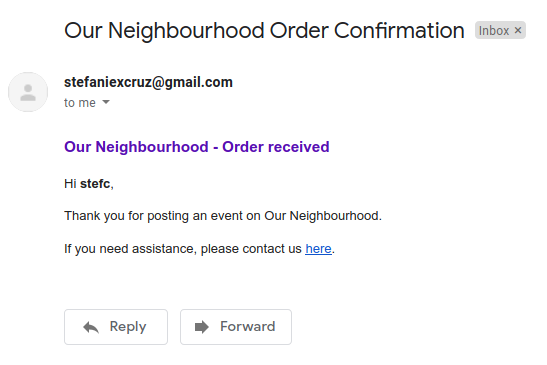 Our Neighbourhood Order Confirmation Inbox ×
stefaniexcruz@gmail.com
to me
Our Neighbourhood - Order received
Hi stefc,
Thank you for posting an event on Our Neighbourhood.
If you need assistance, please contact us here.
Reply Forward